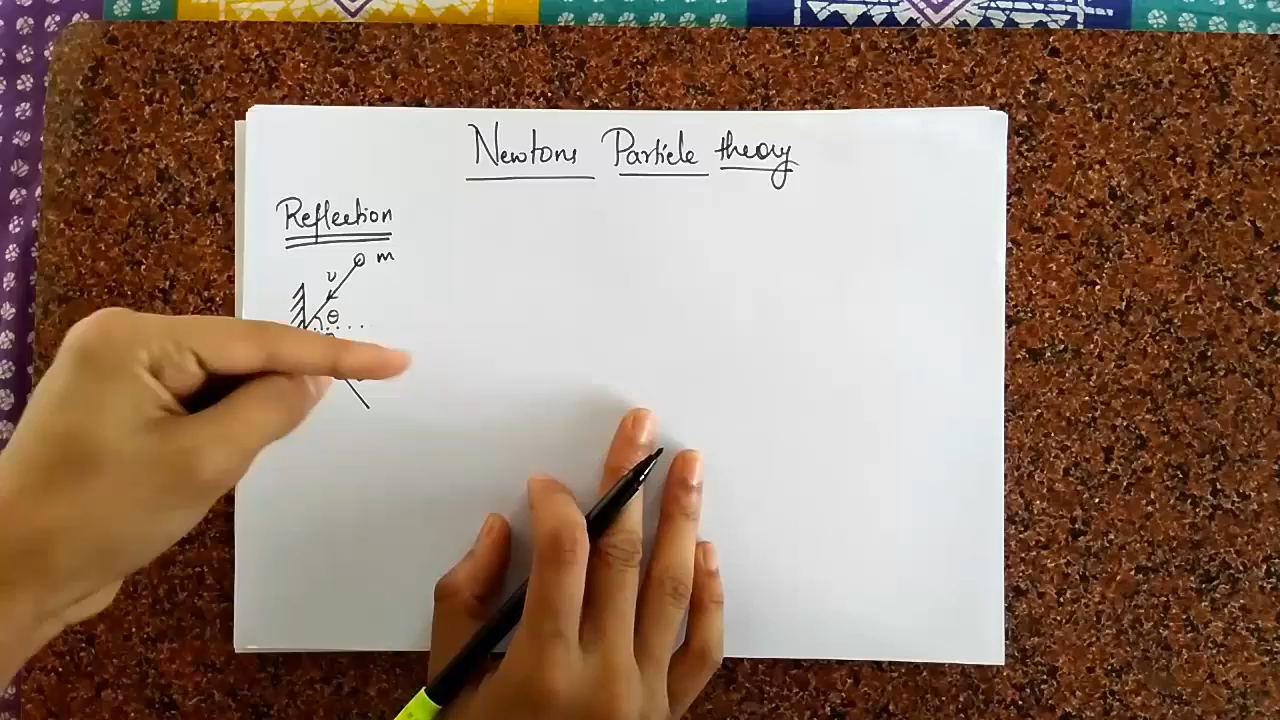 Newtons Particle theory
Reflection
m
v
θ